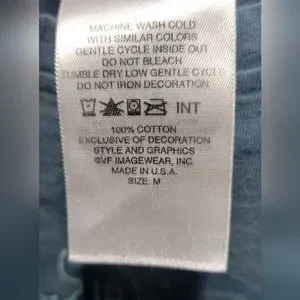 MACHINE WASH COLD
WITH SIMILAR COLORS
GENTLE CYCLE INSIDE OUT
DO NOT BLEACH
TUMBLE DRY LOW GENTLE CYCLE
DO NOT IRON DECORATION
INT
100% COTTON
EXCLUSIVE OF DECORATION
STYLE AND GRAPHICS
©VF IMAGEWEAR, INC
MADE IN U.S.A.
SIZE: M